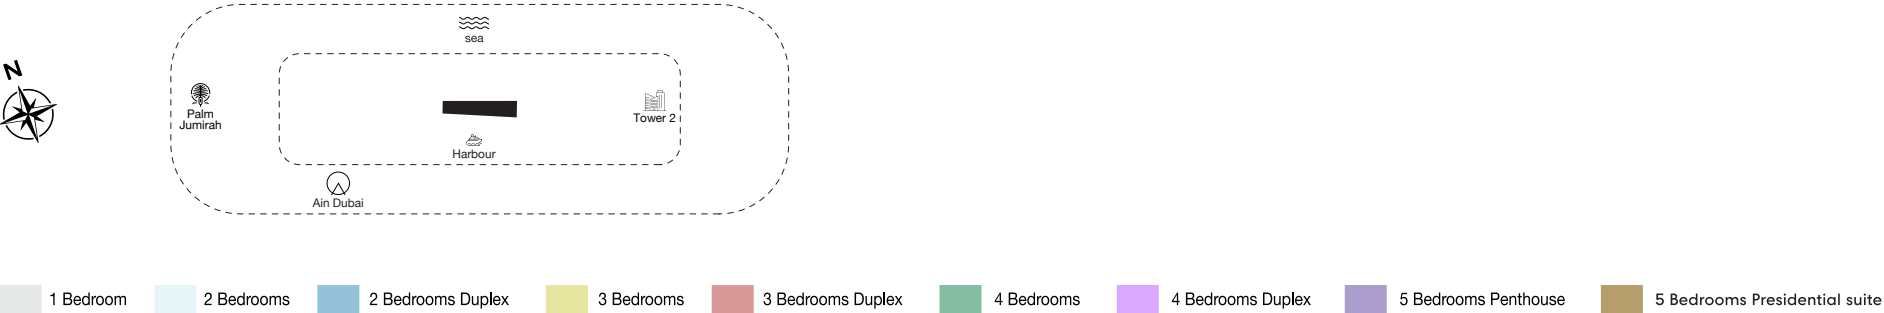 sea
N
Palm
Jumirah
Tower 2
Harbour
Ain Dubai
1 Bedroom
2 Bedrooms
2 Bedrooms Duplex
3 Bedrooms
3 Bedrooms Duplex
4 Bedrooms
4 Bedrooms Duplex
5 Bedrooms Penthouse
5 Bedrooms Presidential suite